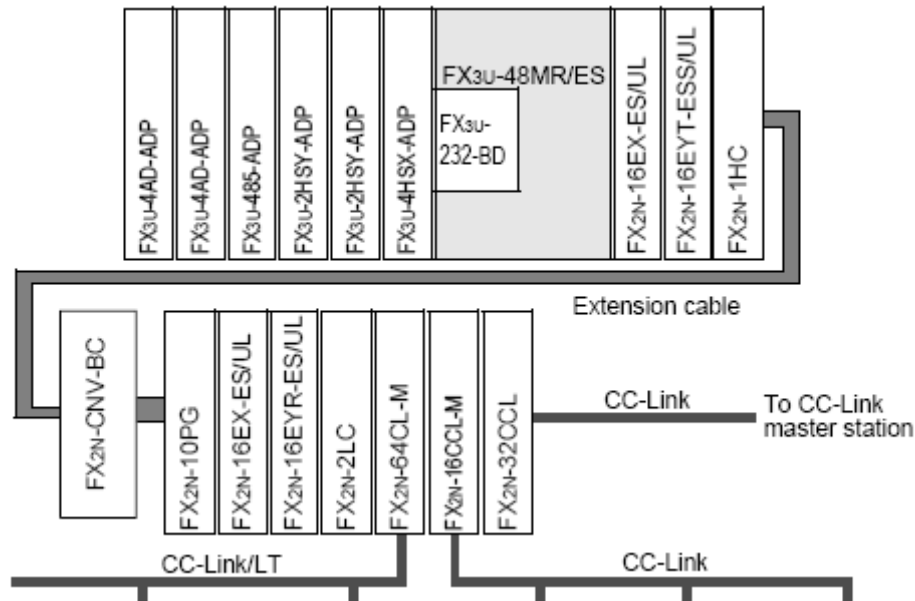 FX3U-4AD-ADP
FX3U-4AD-ADP
FX3U-485-ADP
FX3U-2HSY-ADP
FX3U-2HSY-ADP
FX3U-4HSX-ADP
FX3U-48MR/ES
FX3U-
232-BD
FX2N-16EX-ES/UL
FX2N-16EYT-ESS/UL
FX2N-1HC
Extension cable
FX2N-CNV-BC
FX2N-10PG
FX2N-16EX-ES/UL
FX2N-16EYR-ES/UL
FX2N-2LC
FX2N-64CL-M
FX2N-16CCL-M
FX2N-32CCL
CC-Link
To CC-Link
master station
CC-Link/LT
CC-Link